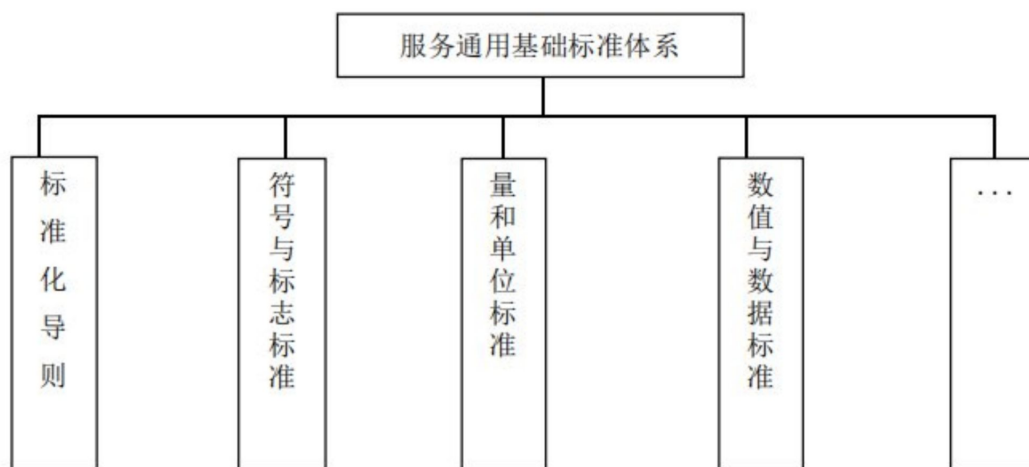 服务通用基础标准体系
标准化导则
符号与标志标准
量和单位标准
数值与数据标准
...